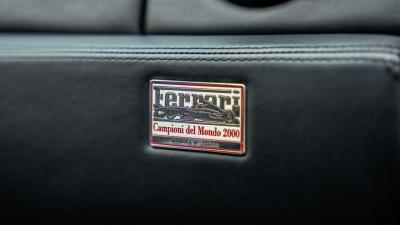 Ferrari
Campioni del Mondo 2000